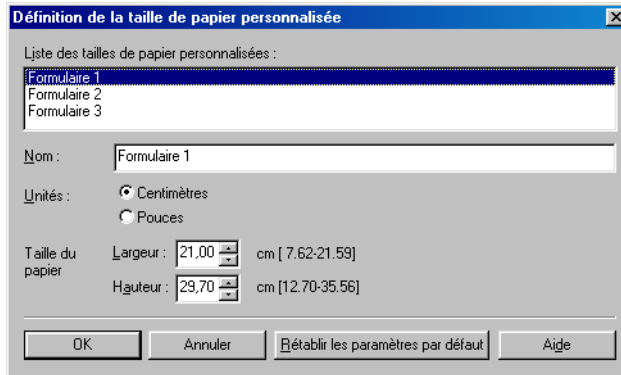 Définition de la taille de papier personnalisée
Liste des tailles de papier personnalisées :
Formulaire 1
Formulaire 2
Formulaire 3
Nom : Formulaire 1
Unités : Centimètres
Pouces
Taille du papier
Largeur : 21,00 cm [ 7.62-21.59]
Hauteur : 29,70 cm [12.70-35.56]
OK Annuler Rétablir les paramètres par défaut Aide